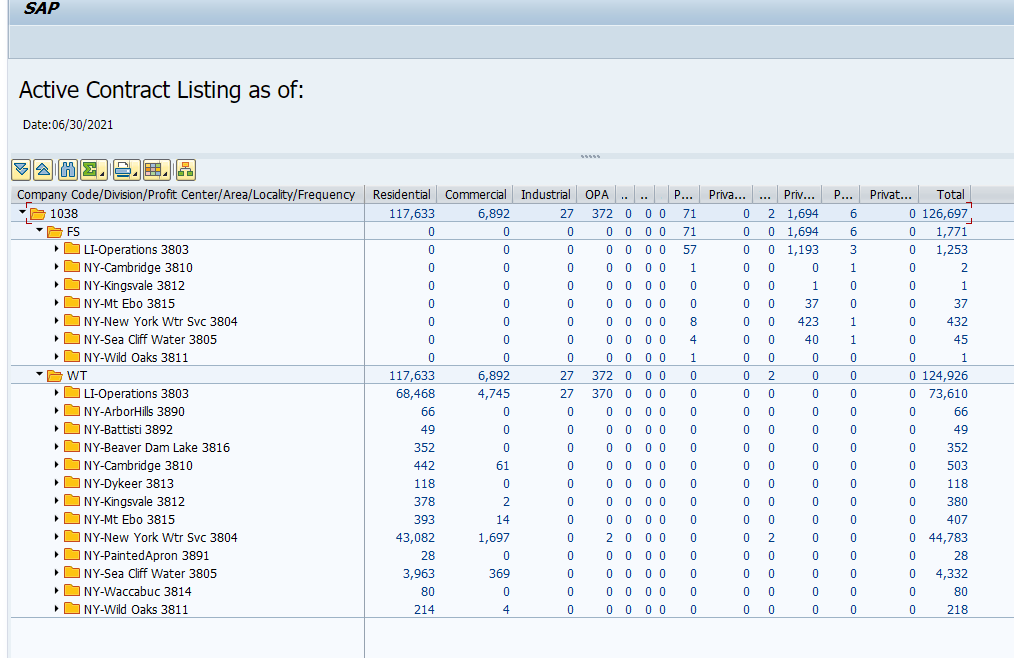 SAP
Active Contract Listing as of:
Date:06/30/2021
Company Code/Division/Profit Center/Area/Locality/Frequency Residential Commercial Industrial OPA .. .. P... Priva... ... Priv... P... Privat... Total
1038 117,633 6,892 27 372 0 0 0 71 0 2 1,694 6 0 126,697
FS 0 0 0 0 0 0 0 71 0 0 1,694 6 0 1,771
LI-Operations 3803 0 0 0 0 0 0 0 57 0 0 1,193 3 0 1,253
NY-Cambridge 3810 0 0 0 0 0 0 0 1 0 0 0 1 0 2
NY-Kingsvale 3812 0 0 0 0 0 0 0 0 0 0 1 0 0 1
NY-Mt Ebo 3815 0 0 0 0 0 0 0 0 0 0 37 0 0 37
NY-New York Wtr Svc 3804 0 0 0 0 0 0 0 8 0 0 423 1 0 432
NY-Sea Cliff Water 3805 0 0 0 0 0 0 0 4 0 0 40 1 0 45
NY-Wild Oaks 3811 0 0 0 0 0 0 0 1 0 0 0 0 0 1
WT 117,633 6,892 27 372 0 0 0 0 0 2 0 0 0 124,926
LI-Operations 3803 68,468 4,745 27 370 0 0 0 0 0 0 0 0 0 73,610
NY-ArborHills 3890 66 0 0 0 0 0 0 0 0 0 0 0 0 66
NY-Battisti 3892 49 0 0 0 0 0 0 0 0 0 0 0 0 49
NY-Beaver Dam Lake 3816 352 0 0 0 0 0 0 0 0 0 0 0 0 352
NY-Cambridge 3810 442 61 0 0 0 0 0 0 0 0 0 0 0 503
NY-Dykeer 3813 118 0 0 0 0 0 0 0 0 0 0 0 0 118
NY-Kingsvale 3812 378 2 0 0 0 0 0 0 0 0 0 0 0 380
NY-Mt Ebo 3815 393 14 0 0 0 0 0 0 0 0 0 0 0 407
NY-New York Wtr Svc 3804 43,082 1,697 0 2 0 0 0 0 0 2 0 0 0 44,783
NY-PaintedApron 3891 28 0 0 0 0 0 0 0 0 0 0 0 0 28
NY-Sea Cliff Water 3805 3,963 369 0 0 0 0 0 0 0 0 0 0 0 4,332
NY-Waccabuc 3814 80 0 0 0 0 0 0 0 0 0 0 0 0 80
NY-Wild Oaks 3811 214 4 0 0 0 0 0 0 0 0 0 0 0 218